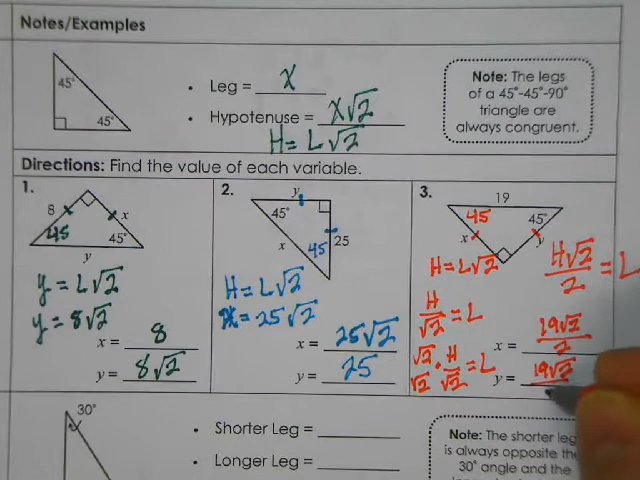 Notes/Examples
45°
45°
• Leg = x
• Hypotenuse = x√2
H = L√2
Note: The legs
of a 45°-45°-90°
triangle are
always congruent.
Directions: Find the value of each variable.
1.
8
x
45
45°
y
y = L√2
y = 8√2
x = 8
y = 8√2
2.
y
45°
x
45
25
H = L√2
x = 25√2
x = 25√2
y = 25
3.
19
45
45°
x
y
H = L√2
H√2/2 = L
H/√2 = L
√2/√2 • H/√2 = L
x = 19√2/2
y = 19√2
30°
• Shorter Leg =
• Longer Leg =
Note: The shorter leg
is always opposite the
30° angle and the